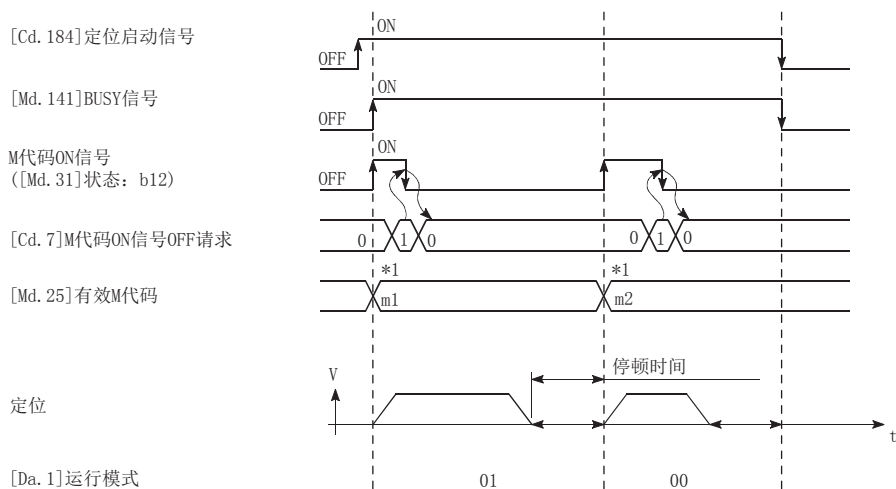 [Cd.184]定位启动信号
ON
OFF
[Md.141]BUSY信号
ON
OFF
M代码ON信号
([Md.31]状态：b12)
ON
OFF
[Cd.7]M代码ON信号OFF请求
0 1 0 0 1 0
*1 *1
[Md.25]有效M代码
m1 m2
停顿时间
V
定位
t
[Da.1]运行模式
01 00